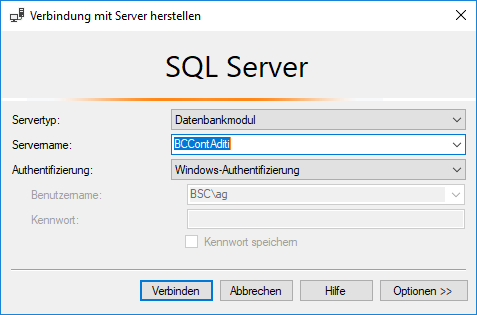 Verbindung mit Server herstellen
SQL Server
Servertyp: Datenbankmodul
Servername: BCContAditi
Authentifizierung: Windows-Authentifizierung
Benutzername: BSC\ag
Kennwort:
Kennwort speichern
Verbinden Abbrechen Hilfe Optionen >>